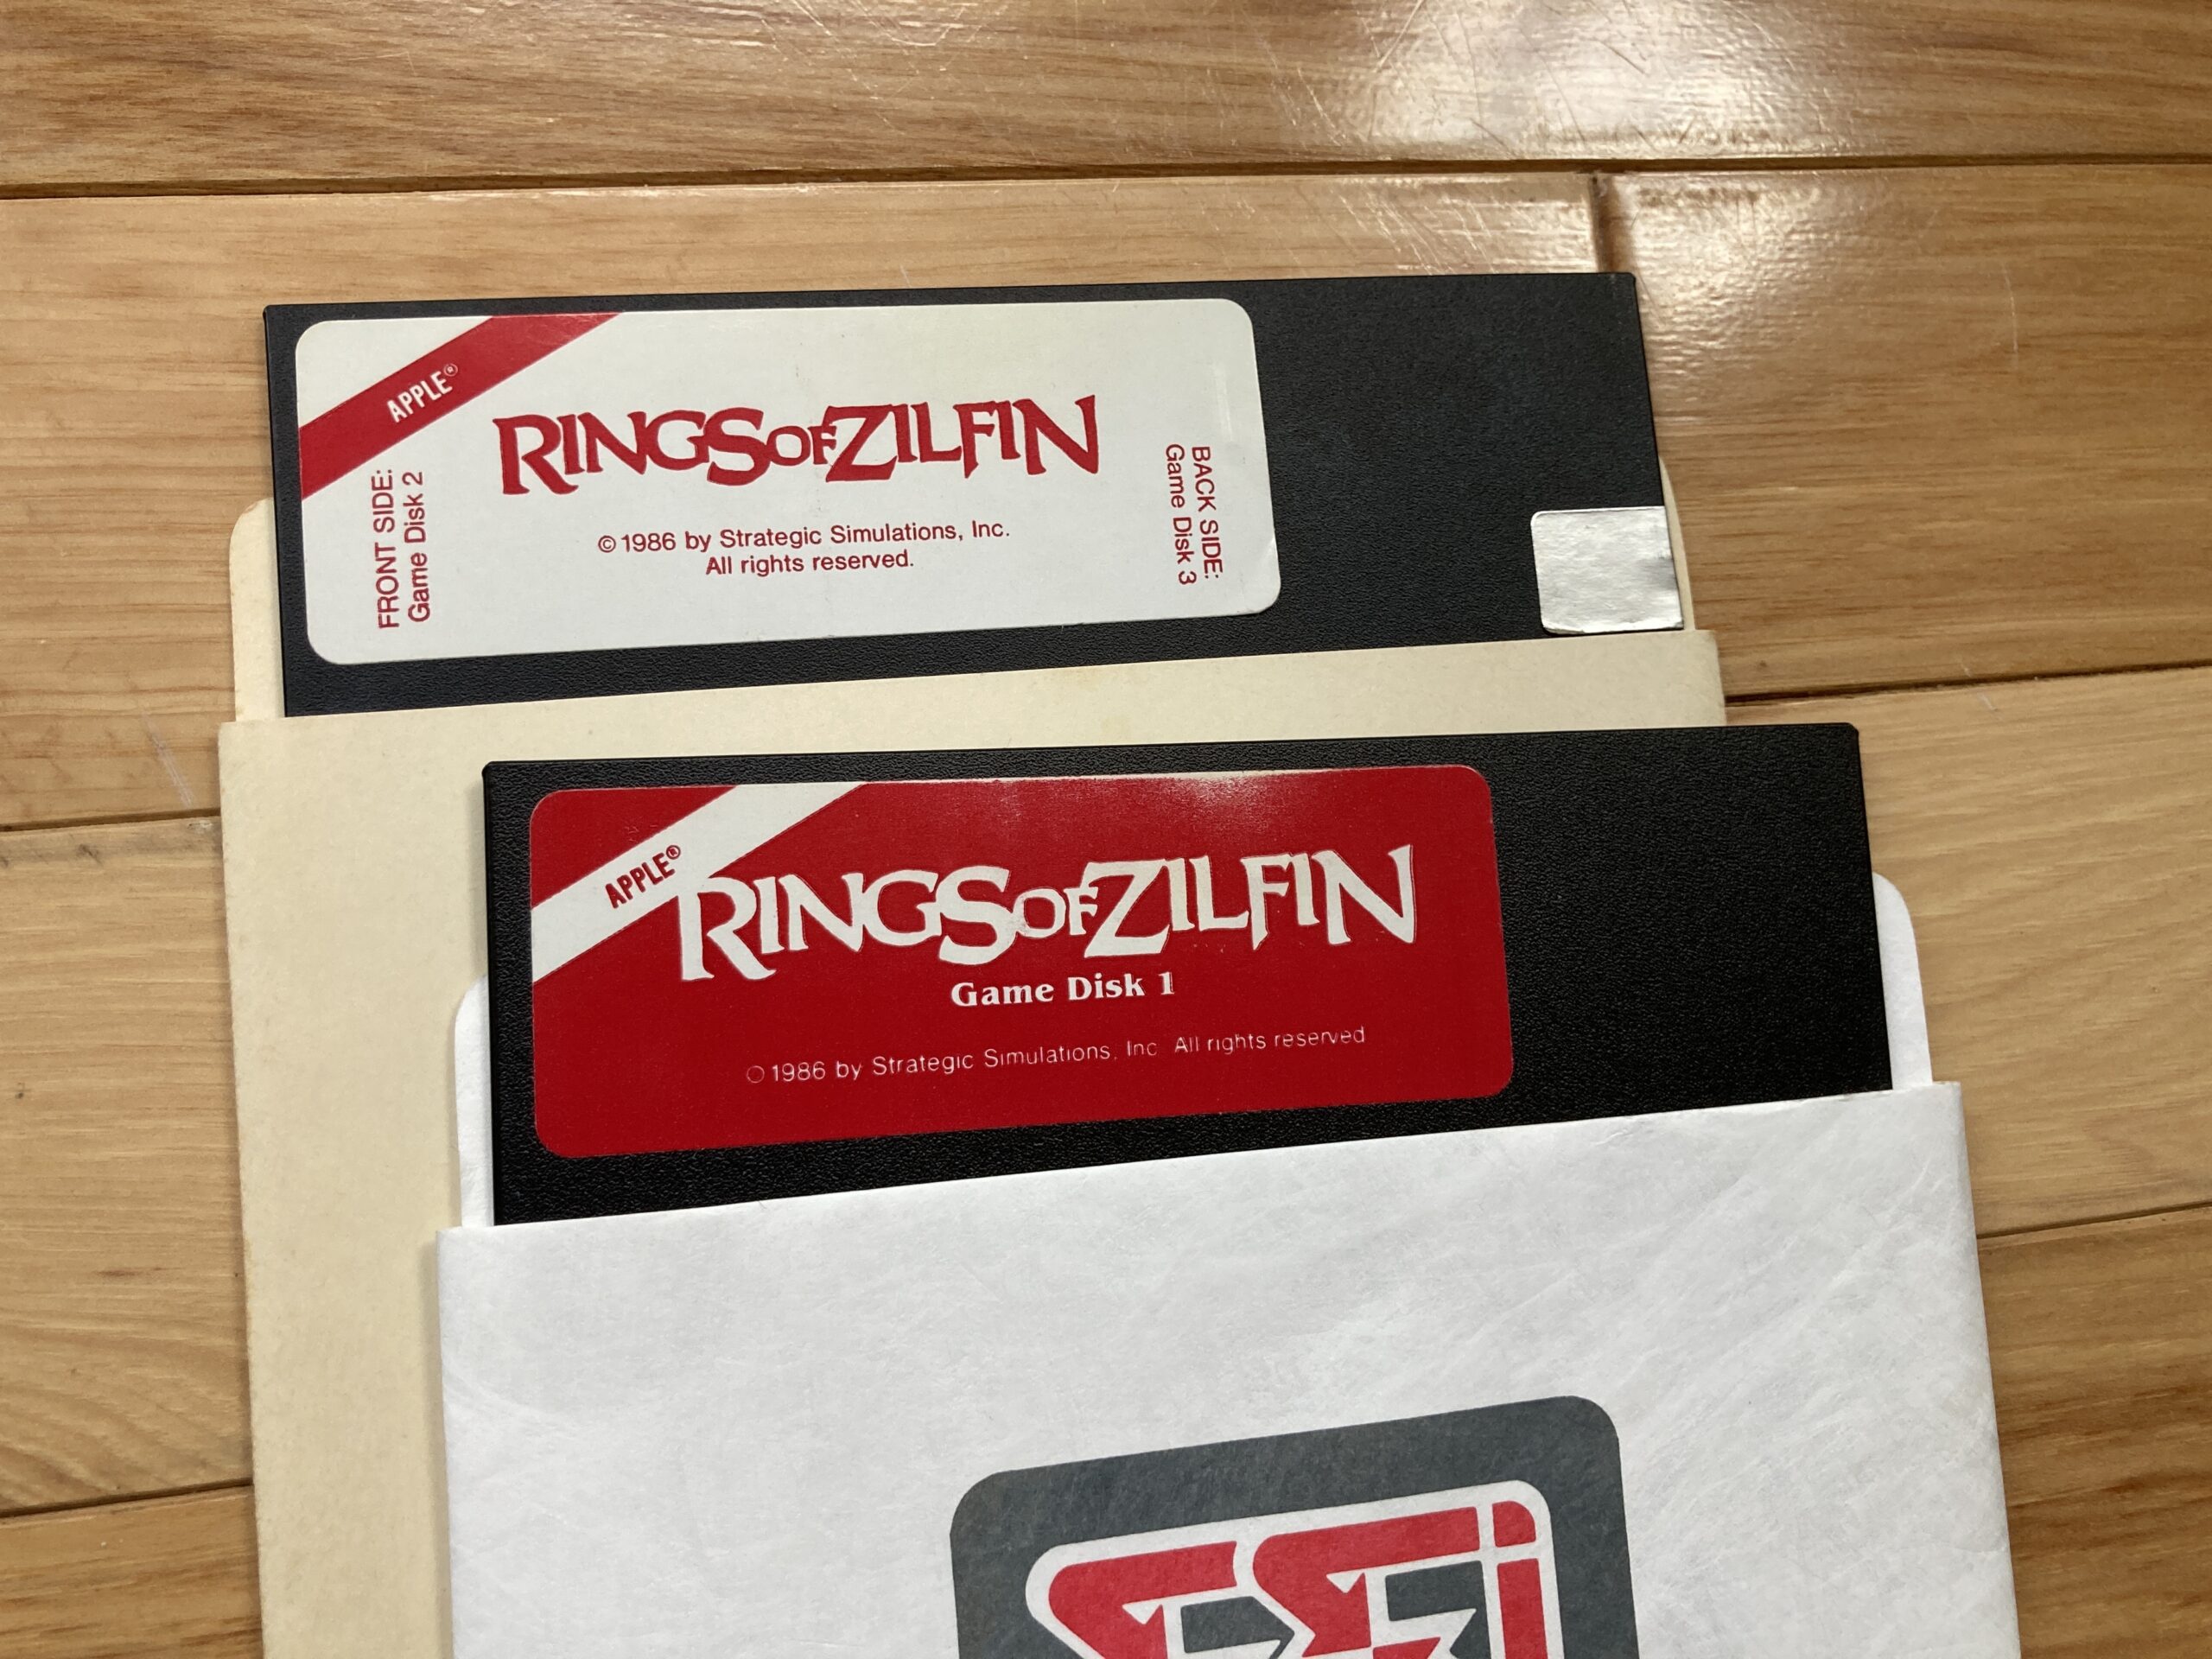 APPLE®
RINGS OF ZILFIN
FRONT SIDE:
Game Disk 2
© 1986 by Strategic Simulations, Inc.
All rights reserved.
BACK SIDE:
Game Disk 3
APPLE®
RINGS OF ZILFIN
Game Disk 1
© 1986 by Strategic Simulations, Inc. All rights reserved
SSi